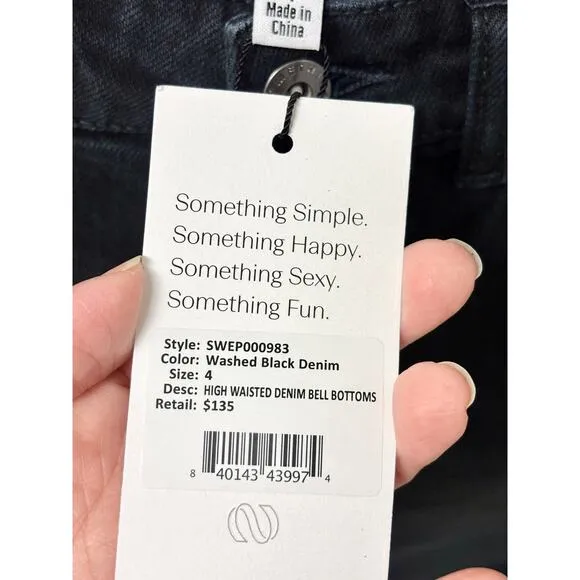 Made in
China
Something Simple.
Something Happy.
Something Sexy.
Something Fun.
Style: SWEP000983
Color: Washed Black Denim
Size: 4
Desc: HIGH WAISTED DENIM BELL BOTTOMS
Retail: $135
8 40143 43997 4